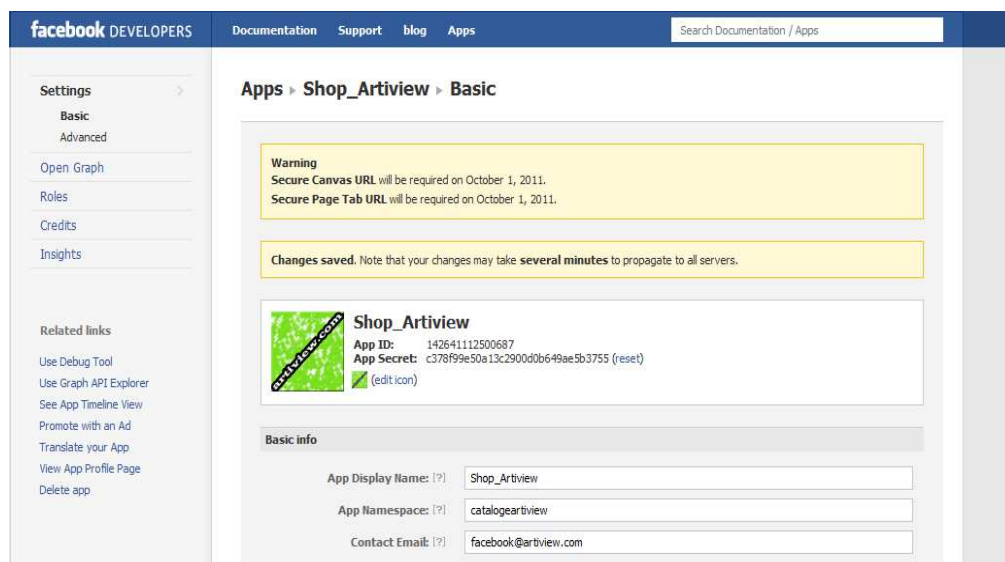 facebook DEVELOPERS
Documentation Support blog Apps
Search Documentation / Apps
Settings
Basic
Advanced
Open Graph
Roles
Credits
Insights
Related links
Use Debug Tool
Use Graph API Explorer
See App Timeline View
Promote with an Ad
Translate your App
View App Profile Page
Delete app
Apps ▸ Shop_Artiview ▸ Basic
Warning
Secure Canvas URL will be required on October 1, 2011.
Secure Page Tab URL will be required on October 1, 2011.
Changes saved. Note that your changes may take several minutes to propagate to all servers.
artiview.com
Shop_Artiview
App ID: 142641112500687
App Secret: c378f99e50a13c2900d0b649ae5b3755 (reset)
(edit icon)
Basic info
App Display Name: [?] Shop_Artiview
App Namespace: [?] catalogeartiview
Contact Email: [?] facebook@artiview.com